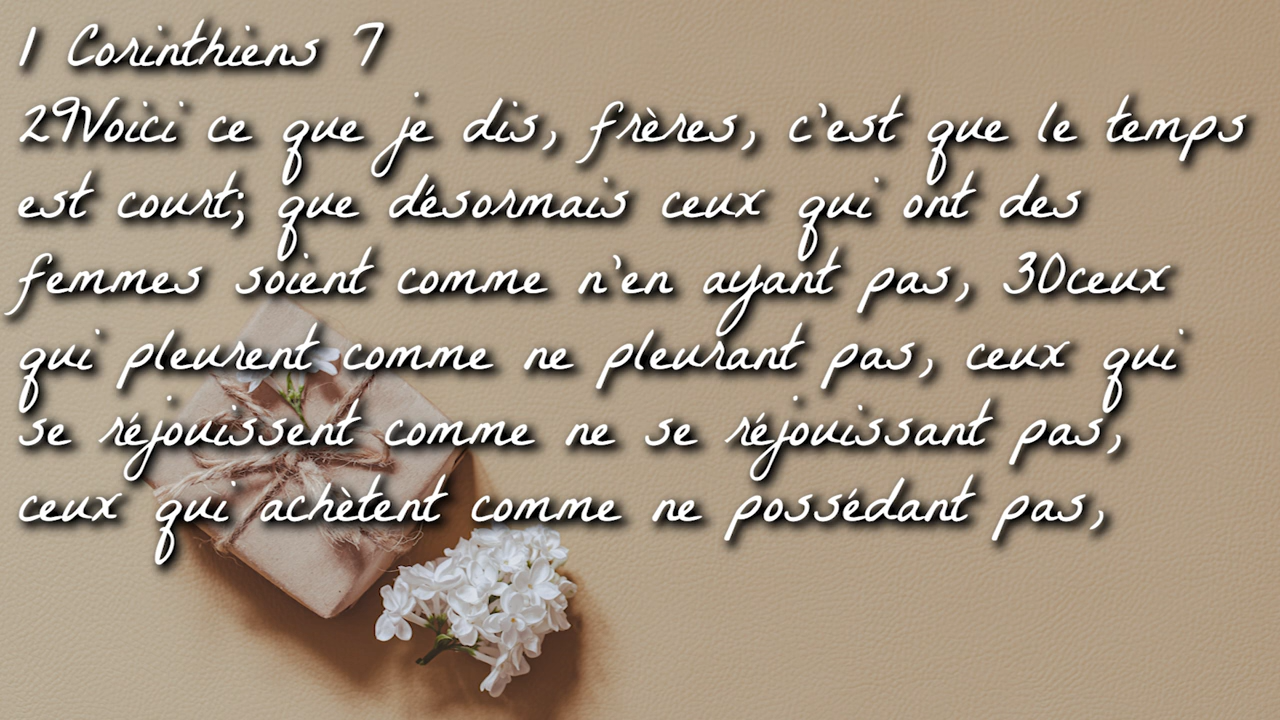 1 Corinthiens 7
29Voici ce que je dis, frères, c'est que le temps
est court; que désormais ceux qui ont des
femmes soient comme n'en ayant pas, 30ceux
qui pleurent comme ne pleurant pas, ceux qui
se réjouissent comme ne se réjouissant pas,
ceux qui achètent comme ne possédant pas,